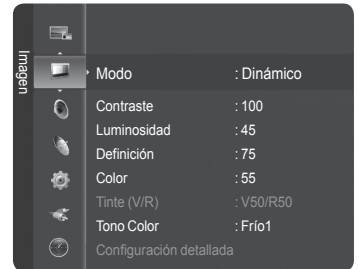 Imagen
Modo : Dinámico
Contraste : 100
Luminosidad : 45
Definición : 75
Color : 55
Tinte (V/R) : V50/R50
Tono Color : Frío1
Configuración detallada